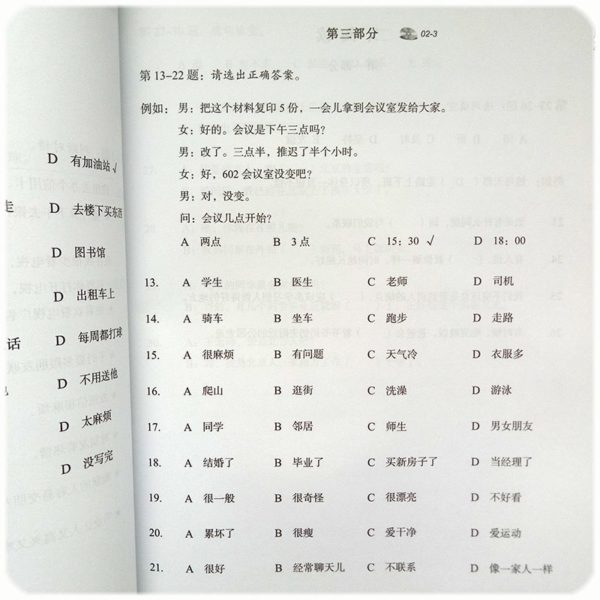 D 有加油站 √
走 D 去楼下买东西
D 图书馆
D 出租车上
话 D 每周都打球
D 不用送他
D 太麻烦
D 没写完
第三部分 02-3
第13-22题：请选出正确答案。
例如：男：把这个材料复印5份，一会儿拿到会议室发给大家。
女：好的。会议是下午三点吗？
男：改了。三点半，推迟了半个小时。
女：好，602会议室没变吧？
男：对，没变。
问：会议几点开始？
A 两点 B 3点 C 15：30 √ D 18：00
13. A 学生 B 医生 C 老师 D 司机
14. A 骑车 B 坐车 C 跑步 D 走路
15. A 很麻烦 B 有问题 C 天气冷 D 衣服多
16. A 爬山 B 逛街 C 洗澡 D 游泳
17. A 同学 B 邻居 C 师生 D 男女朋友
18. A 结婚了 B 毕业了 C 买新房子了 D 当经理了
19. A 很一般 B 很奇怪 C 很漂亮 D 不好看
20. A 累坏了 B 很瘦 C 爱干净 D 爱运动
21. A 很好 B 经常聊天儿 C 不联系 D 像一家人一样